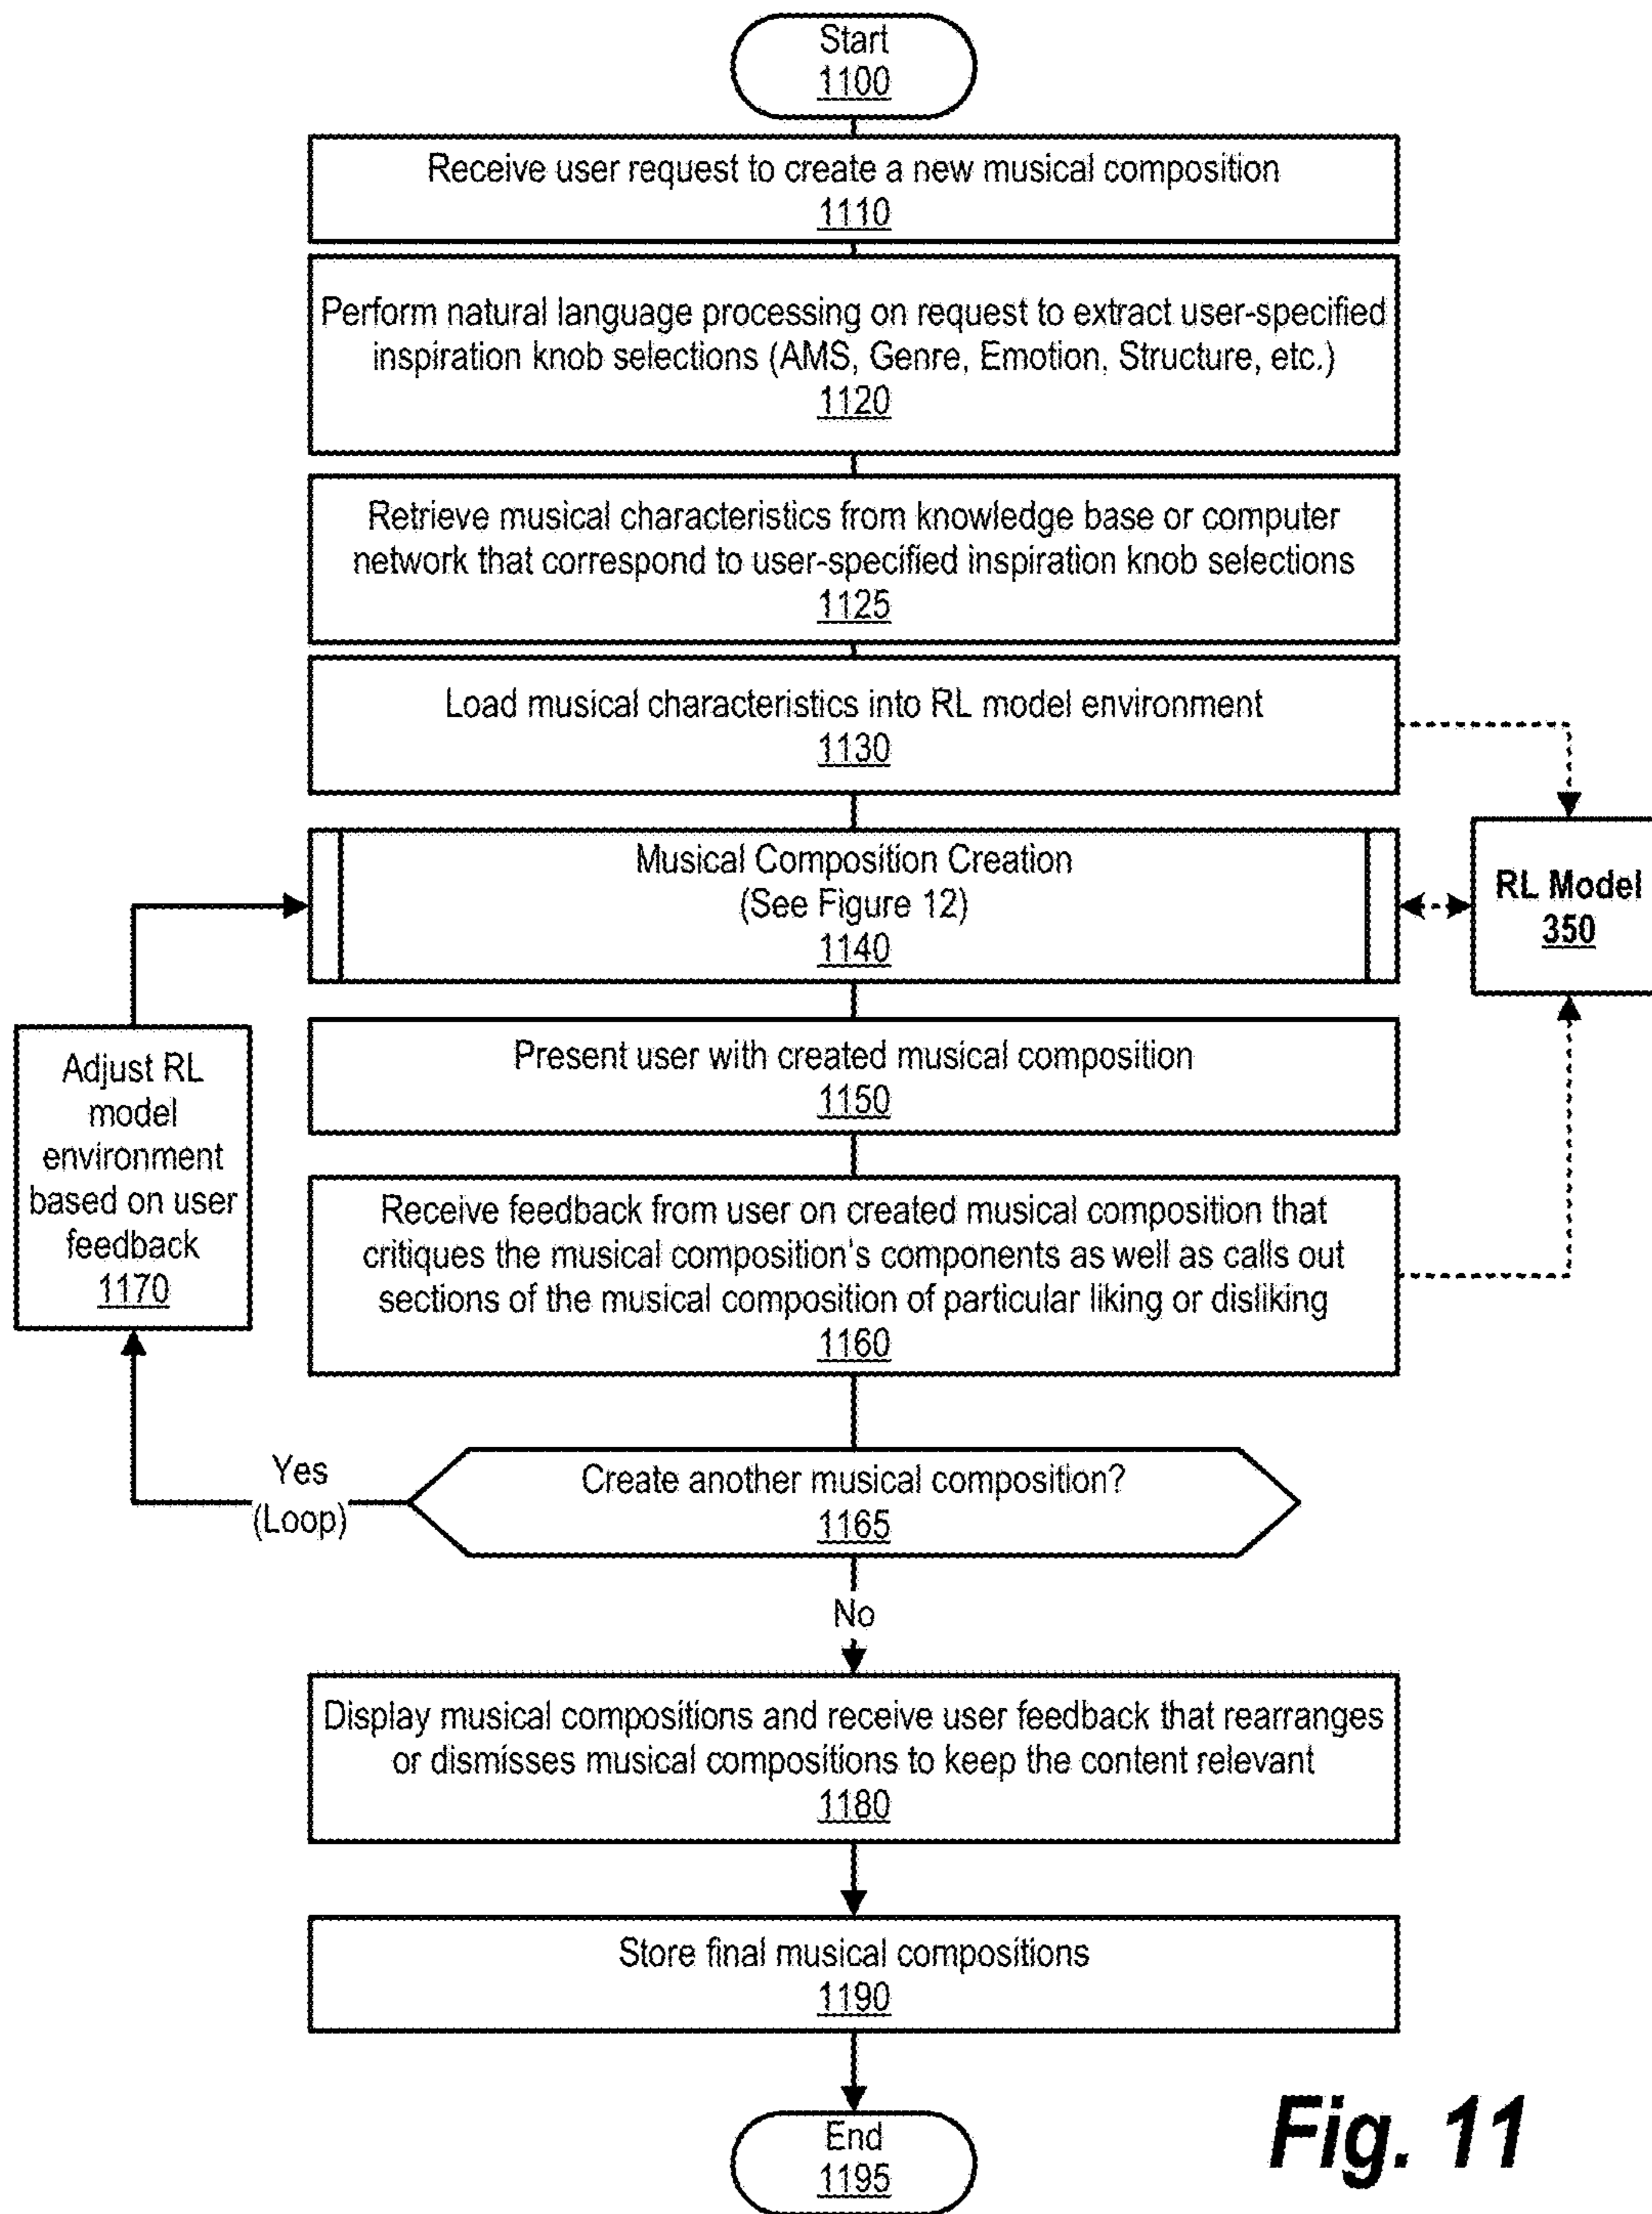 Start
1100
Receive user request to create a new musical composition
1110
Perform natural language processing on request to extract user-specified
inspiration knob selections (AMS, Genre, Emotion, Structure, etc.)
1120
Retrieve musical characteristics from knowledge base or computer
network that correspond to user-specified inspiration knob selections
1125
Load musical characteristics into RL model environment
1130
Musical Composition Creation
(See Figure 12)
1140
RL Model
350
Present user with created musical composition
1150
Adjust RL
model
environment
based on user
feedback
1170
Receive feedback from user on created musical composition that
critiques the musical composition's components as well as calls out
sections of the musical composition of particular liking or disliking
1160
Yes
(Loop)
Create another musical composition?
1165
No
Display musical compositions and receive user feedback that rearranges
or dismisses musical compositions to keep the content relevant
1180
Store final musical compositions
1190
End
1195
Fig. 11